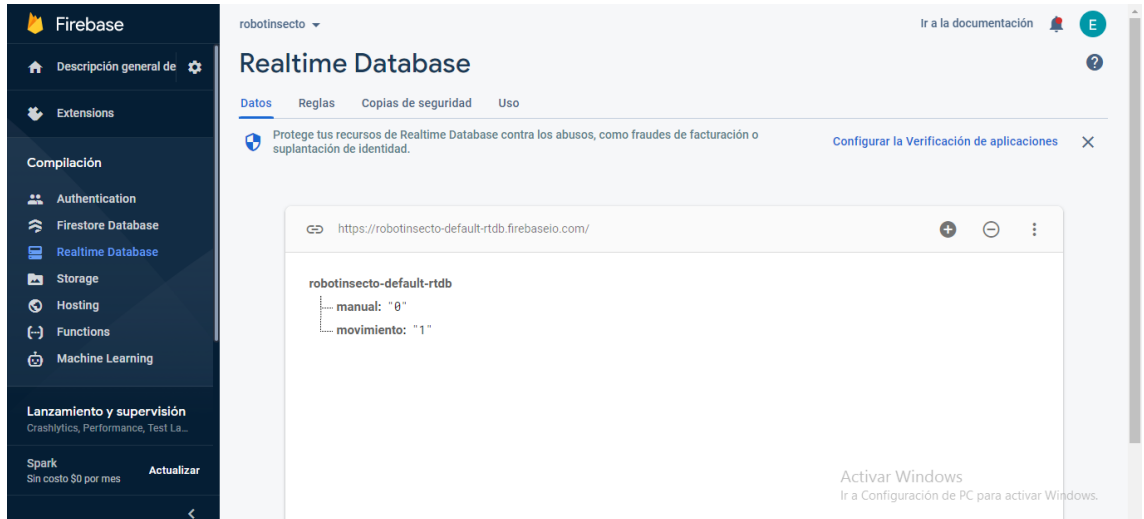 Firebase
Descripción general de
Extensions
Compilación
Authentication
Firestore Database
Realtime Database
Storage
Hosting
Functions
Machine Learning
Lanzamiento y supervisión
Crashlytics, Performance, Test La...
Spark
Sin costo $0 por mes
Actualizar
robotinsecto
Ir a la documentación
E
Realtime Database
Datos Reglas Copias de seguridad Uso
Protege tus recursos de Realtime Database contra los abusos, como fraudes de facturación o
suplantación de identidad.
Configurar la Verificación de aplicaciones
https://robotinsecto-default-rtdb.firebaseio.com/
robotinsecto-default-rtdb
manual: "0"
movimiento: "1"
Activar Windows
Ir a Configuración de PC para activar Windows.